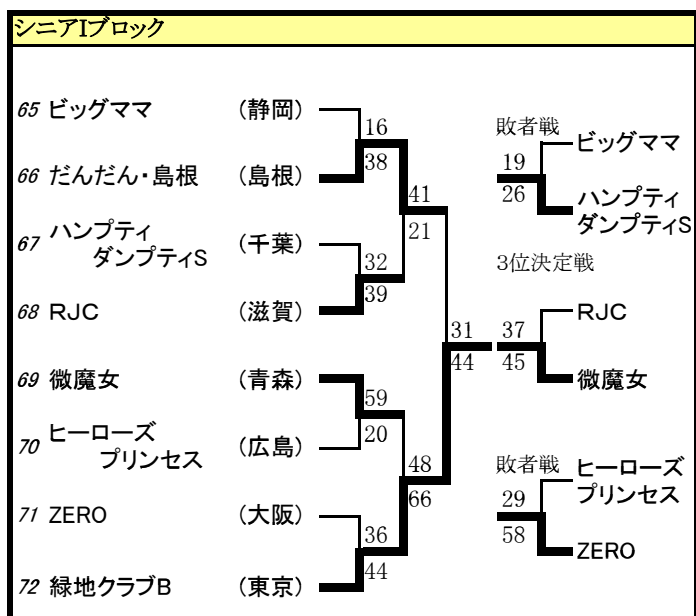 シニアIブロック
65 ビッグママ (静岡)
16
38
66 だんだん・島根 (島根)
41
21
67 ハンプティ
ダンプティS (千葉)
32
39
68 RJC (滋賀)
31
44
69 微魔女 (青森)
59
20
70 ヒーローズ
プリンセス (広島)
48
66
71 ZERO (大阪)
36
44
72 緑地クラブB (東京)
敗者戦
ビッグママ
19
26
ハンプティ
ダンプティS
3位決定戦
RJC
37
45
微魔女
敗者戦
ヒーローズ
プリンセス
29
58
ZERO